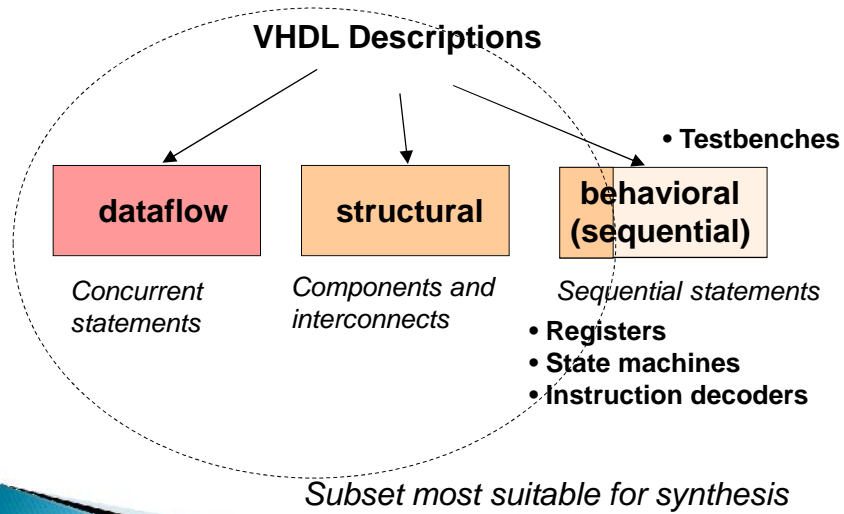 VHDL Descriptions
• Testbenches
dataflow
structural
behavioral
(sequential)
Concurrent
statements
Components and
interconnects
Sequential statements
• Registers
• State machines
• Instruction decoders
Subset most suitable for synthesis